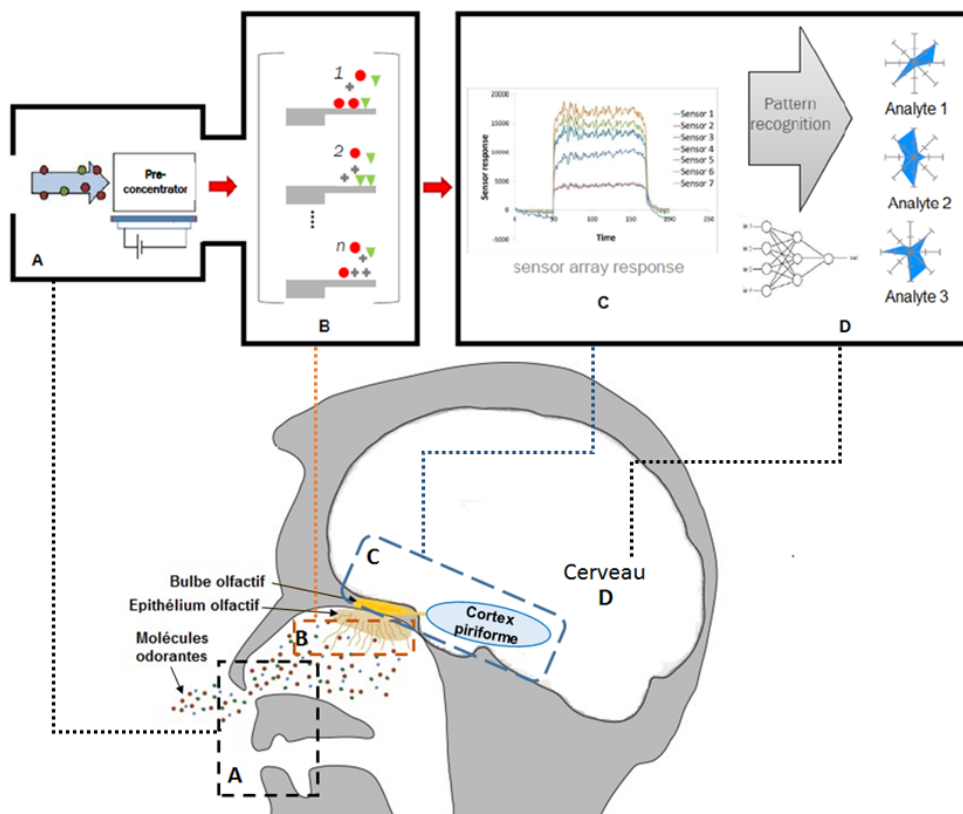 Pre-
concentrator
A
1
2
n
B
20000
15000
10000
5000
0
-5000
0
50
100
150
200
250
Sensor response
Time
Sensor 1
Sensor 2
Sensor 3
Sensor 4
Sensor 5
Sensor 6
Sensor 7
sensor array response
C
Pattern
recognition
Analyte 1
Analyte 2
Analyte 3
D
C
Bulbe olfactif
Epithélium olfactif
Cerveau
D
Cortex
piriforme
Molécules
odorantes
B
A